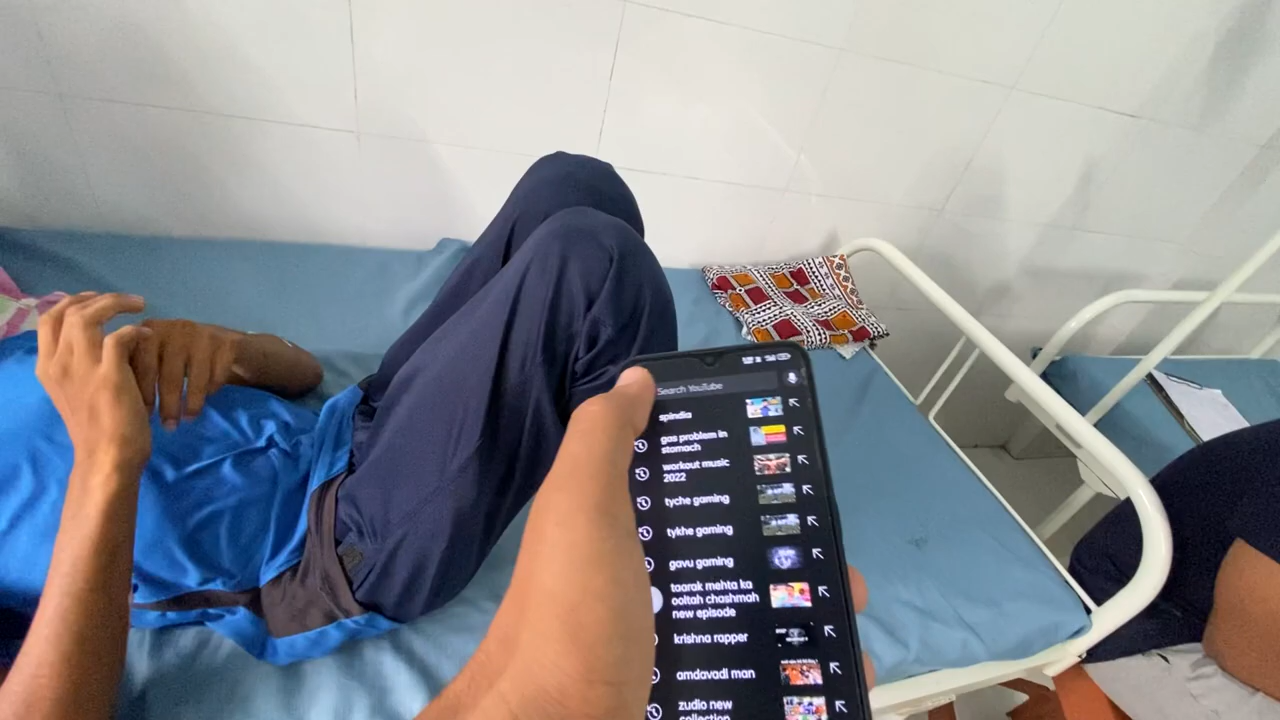 Search YouTube
spindia
gas problem in
stomach
workout music
2022
tyche gaming
tykhe gaming
gavu gaming
taarak mehta ka
ooltah chashmah
new episode
krishna rapper
amdavadi man
zudio new
collection